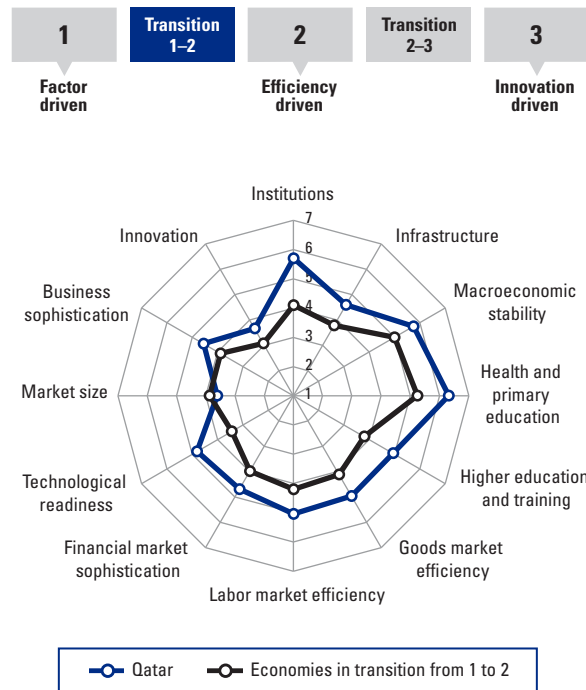 1
Transition
1–2
2
Transition
2–3
3
Factor
driven
Efficiency
driven
Innovation
driven
Institutions
7
Innovation
Infrastructure
6
5
Business
sophistication
Macroeconomic
stability
4
3
Market size
2
1
Health and
primary
education
Technological
readiness
Higher education
and training
Financial market
sophistication
Goods market
efficiency
Labor market efficiency
Qatar
Economies in transition from 1 to 2